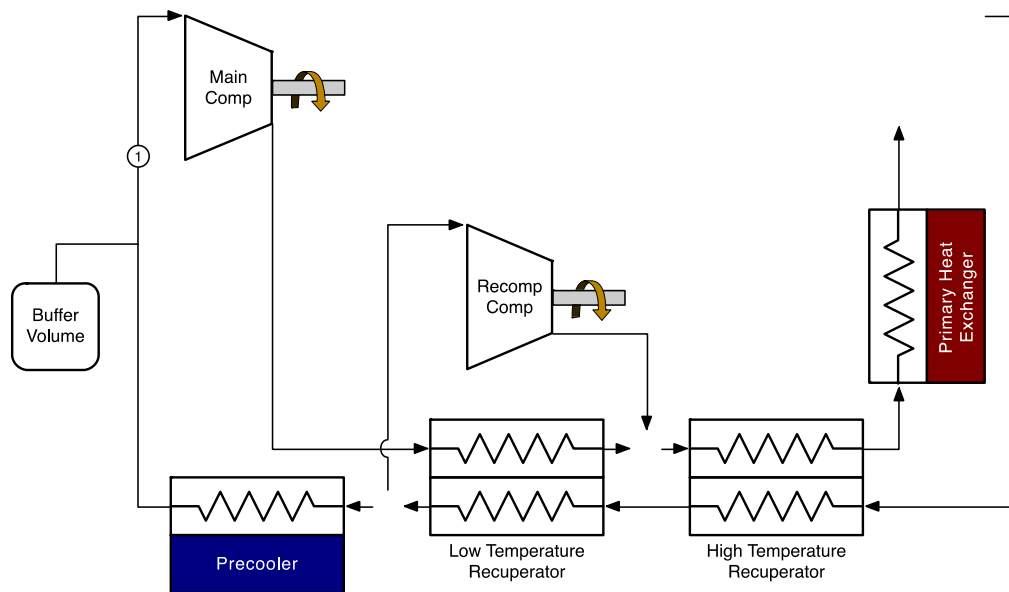 Main
Comp
1
Buffer
Volume
Recomp
Comp
Primary Heat
Exchanger
Low Temperature
Recuperator
High Temperature
Recuperator
Precooler